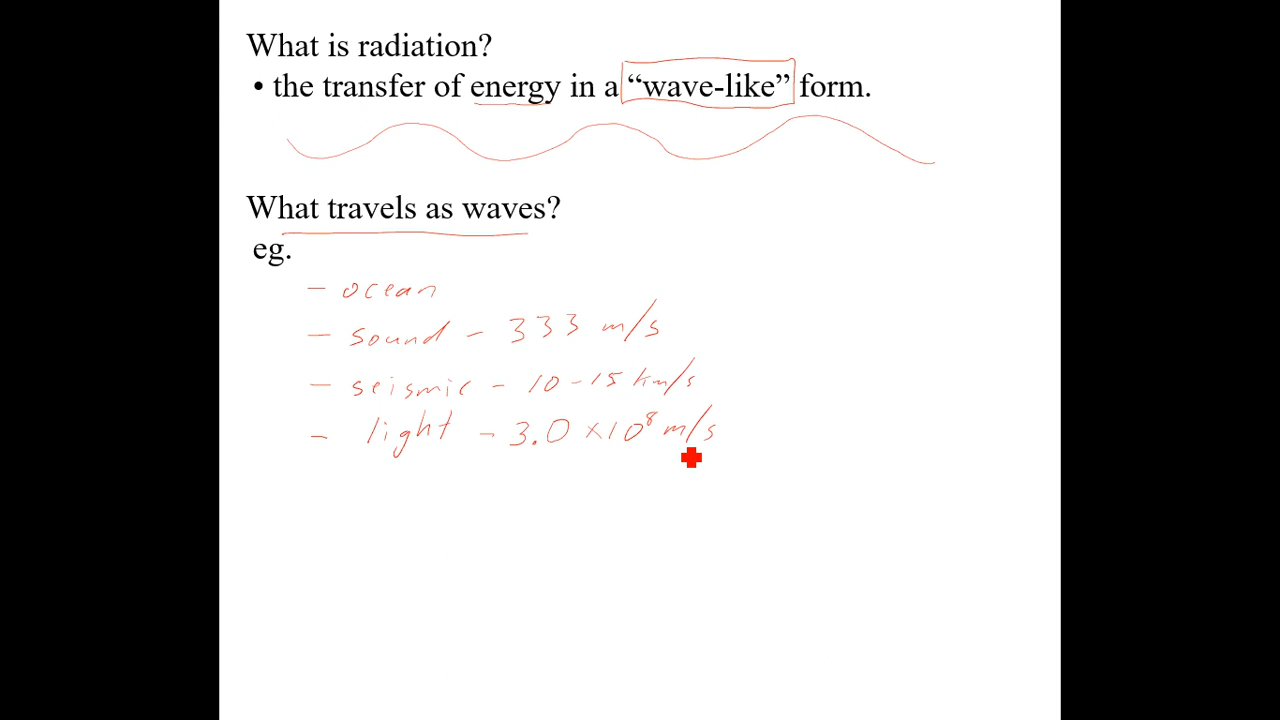 What is radiation?
• the transfer of energy in a “wave-like” form.
What travels as waves?
eg.
– ocean
– sound – 333 m/s
– seismic – 10-15 km/s
– light – 3.0 ×10⁸ m/s